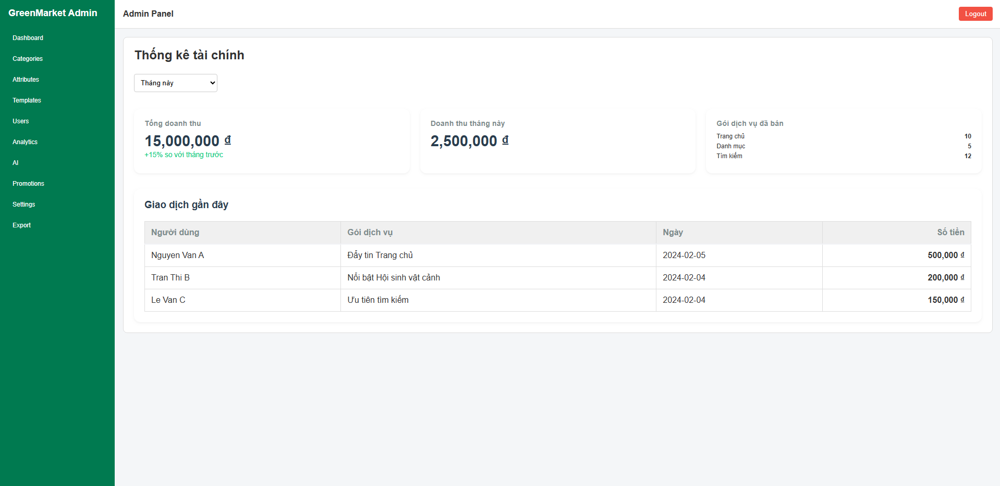 GreenMarket Admin
Admin Panel
Logout
Dashboard
Categories
Attributes
Templates
Users
Analytics
AI
Promotions
Settings
Export
Thống kê tài chính
Tháng này
Tổng doanh thu
15,000,000 ₫
+15% so với tháng trước
Doanh thu tháng này
2,500,000 ₫
Gói dịch vụ đã bán
Trang chủ 10
Danh mục 5
Tìm kiếm 12
Giao dịch gần đây
Người dùng Gói dịch vụ Ngày Số tiền
Nguyen Van A Đẩy tin Trang chủ 2024-02-05 500,000 ₫
Tran Thi B Nổi bật Hội sinh vật cảnh 2024-02-04 200,000 ₫
Le Van C Ưu tiên tìm kiếm 2024-02-04 150,000 ₫